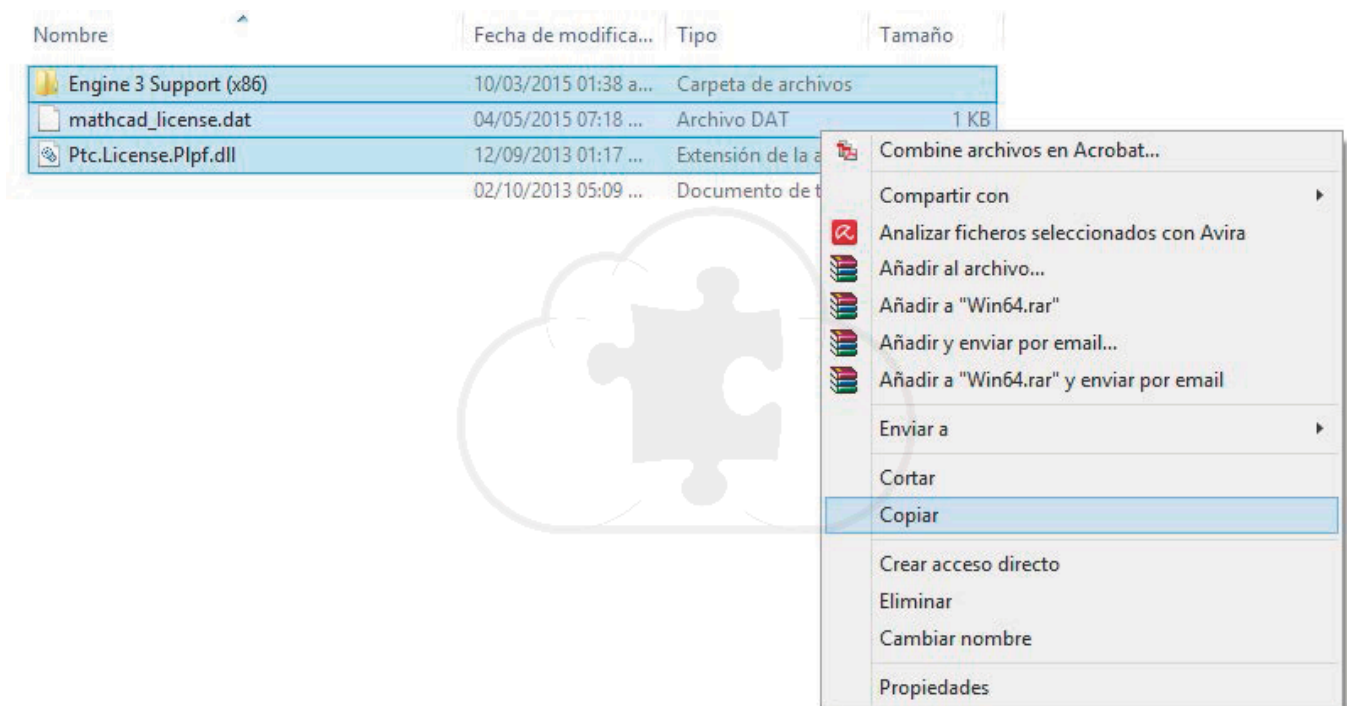 Nombre Fecha de modifica... Tipo Tamaño
Engine 3 Support (x86) 10/03/2015 01:38 a... Carpeta de archivos
mathcad_license.dat 04/05/2015 07:18 ... Archivo DAT 1 KB
Ptc.License.Plpf.dll 12/09/2013 01:17 ... Extensión de la a
02/10/2013 05:09 ... Documento de t
Combine archivos en Acrobat...
Compartir con
Analizar ficheros seleccionados con Avira
Añadir al archivo...
Añadir a "Win64.rar"
Añadir y enviar por email...
Añadir a "Win64.rar" y enviar por email
Enviar a
Cortar
Copiar
Crear acceso directo
Eliminar
Cambiar nombre
Propiedades